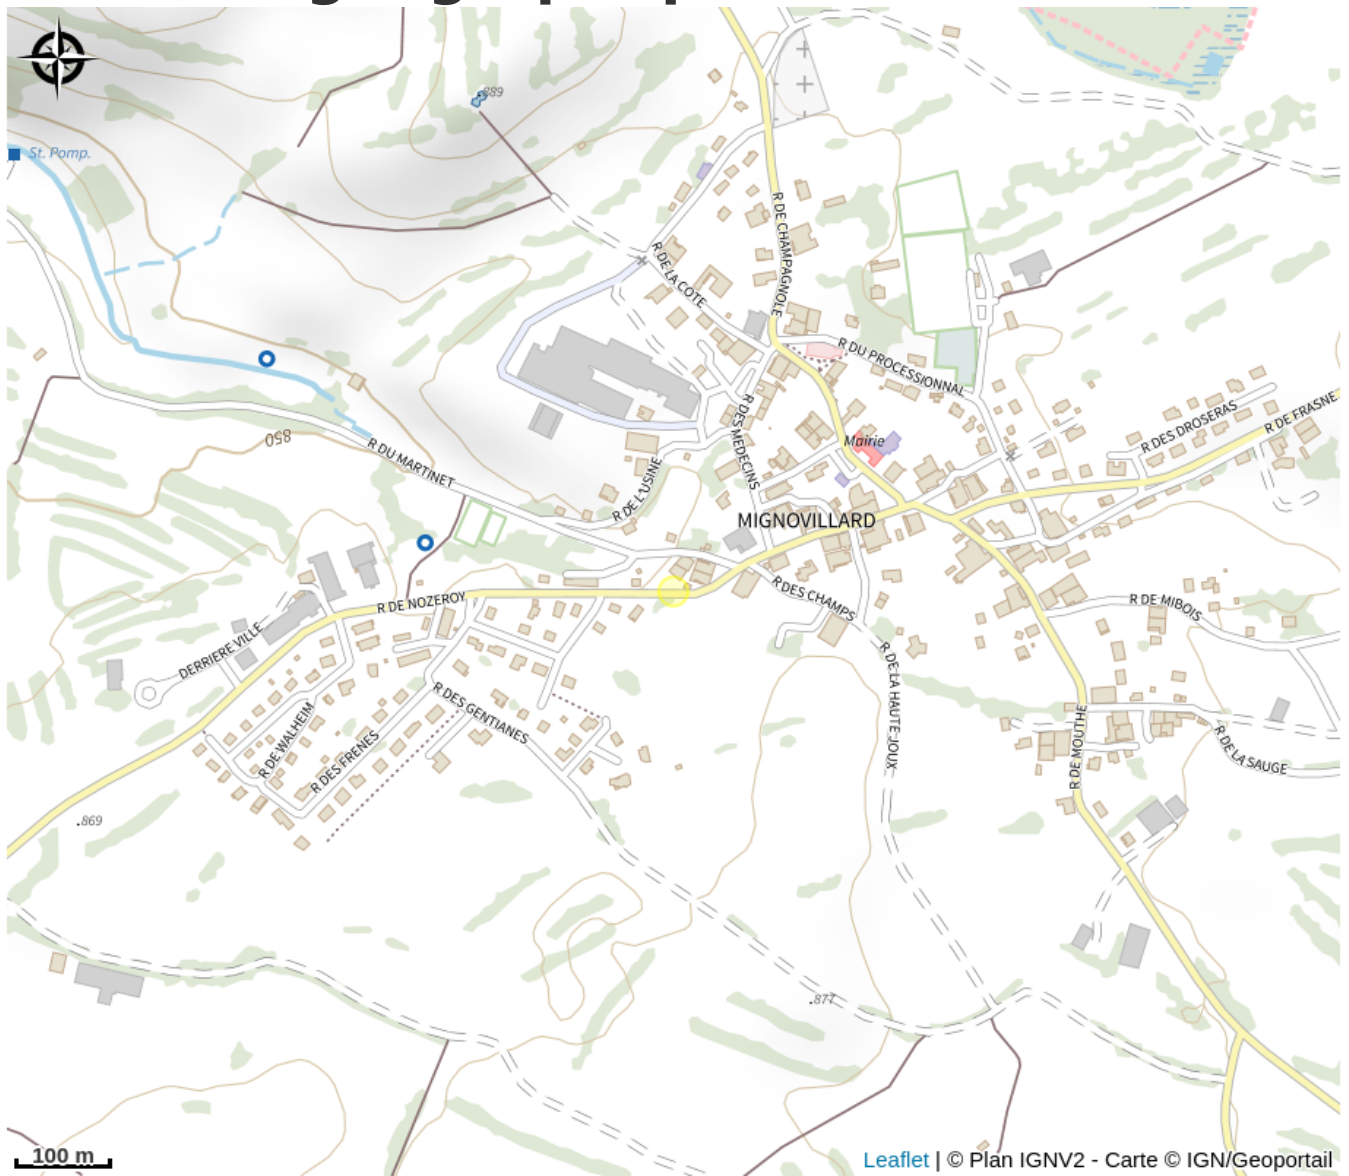 889
St. Pomp.
R DE CHAMPAGNOLE
R DE LA COTE
R DU PROCESSIONNAL
R DES MEDECINS
R DES DROSERAS
R DE FRASNE
Mairie
850
R DU MARTINET
R DE L'USINE
MIGNOVILLARD
R DES CHAMPS
R DE NOZEROY
R DE MIBOIS
DERRIERE VILLE
R DE LA HAUTE JOUX
R DES GENTIANES
R DE WALHEIM
R DES FRENES
R DE MOUTHE
R DE LA SAUGE
.869
.877
100 m
Leaflet | © Plan IGNV2 - Carte © IGN/Geoportail